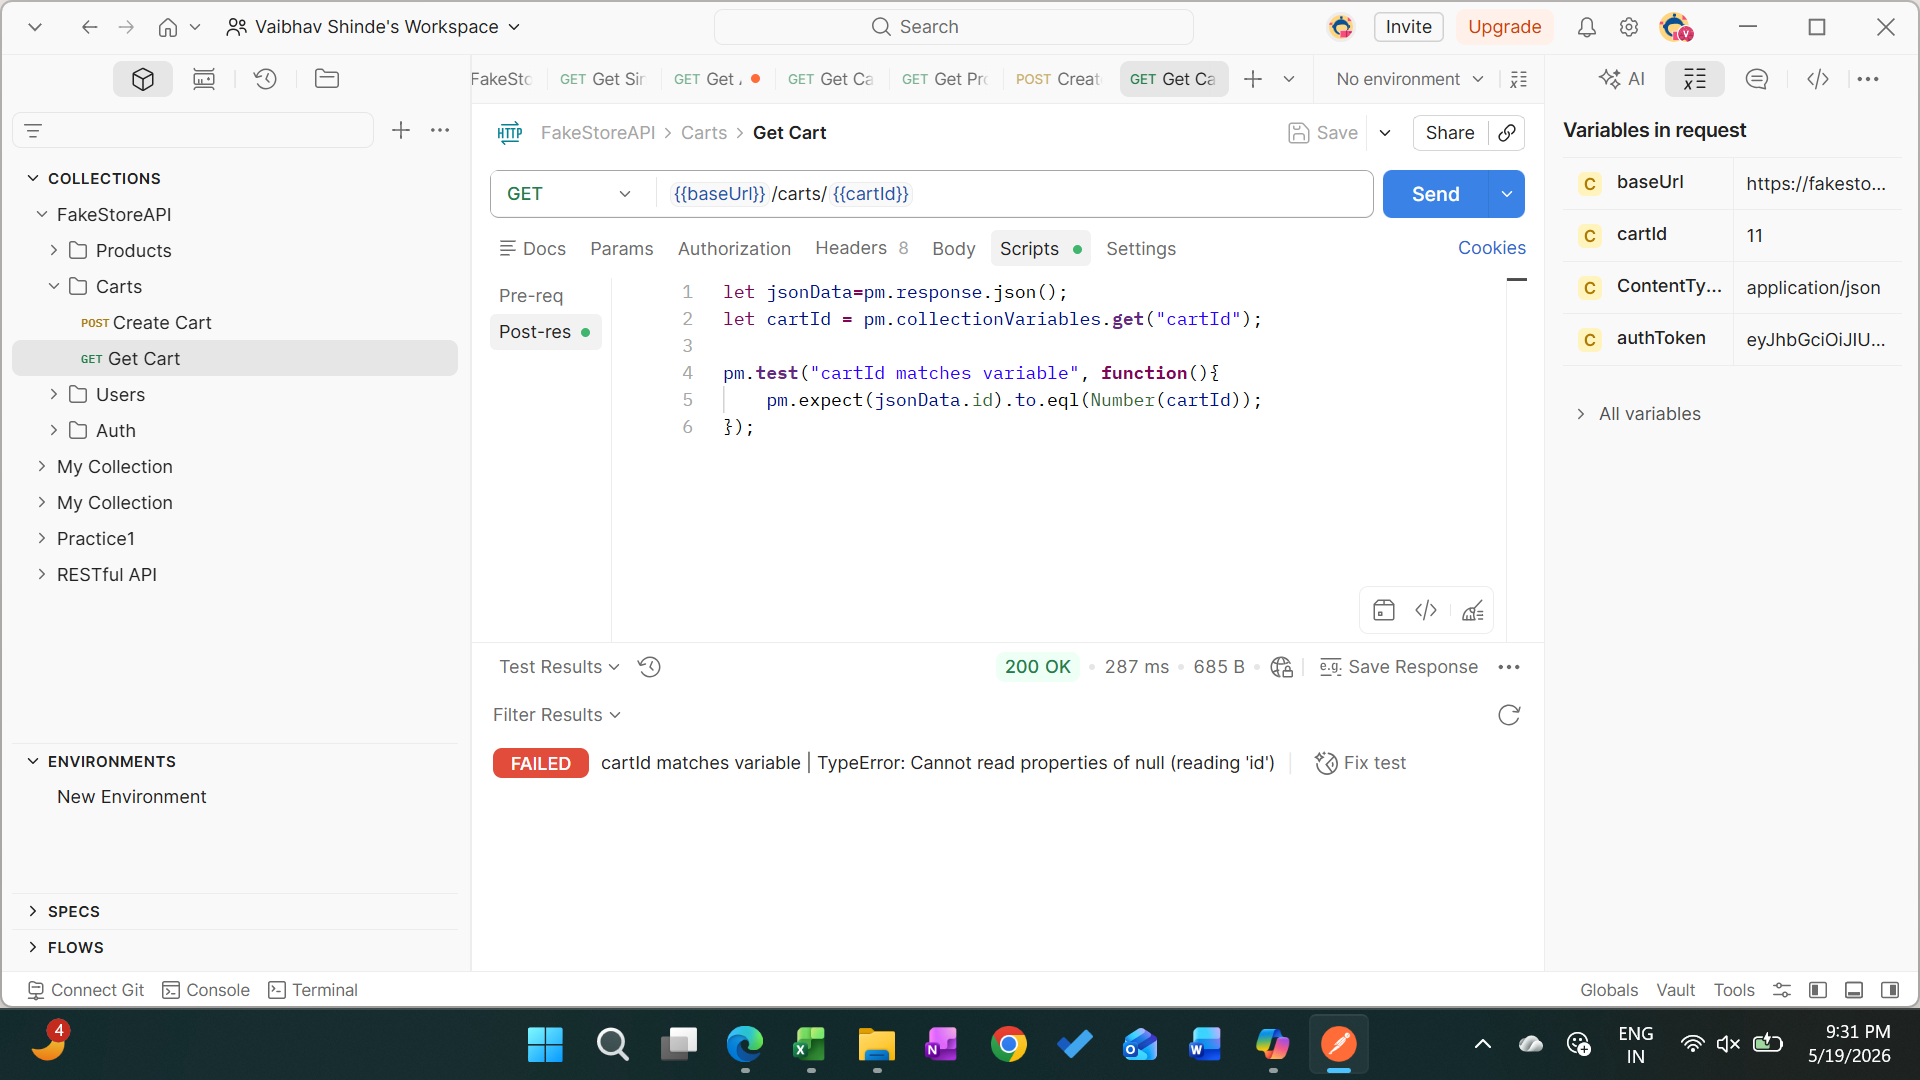 Vaibhav Shinde's Workspace
Search
Invite
Upgrade
V
FakeSto
GET Get Sir
GET Get
GET Get Ca
GET Get Pr
POST Creat
GET Get Ca
No environment
AI
COLLECTIONS
FakeStoreAPI
Products
Carts
POST Create Cart
GET Get Cart
Users
Auth
My Collection
My Collection
Practice1
RESTful API
ENVIRONMENTS
New Environment
SPECS
FLOWS
HTTP FakeStoreAPI > Carts > Get Cart
Save
Share
GET
{{baseUrl}} /carts/ {{cartId}}
Send
Docs Params Authorization Headers 8 Body Scripts Settings
Cookies
Pre-req
Post-res
1 let jsonData=pm.response.json();
2 let cartId = pm.collectionVariables.get("cartId");
3
4 pm.test("cartId matches variable", function(){
5 pm.expect(jsonData.id).to.eql(Number(cartId));
6 });
Test Results
200 OK • 287 ms • 685 B
e.g. Save Response
Filter Results
FAILED cartId matches variable | TypeError: Cannot read properties of null (reading 'id')
Fix test
Variables in request
C baseUrl https://fakesto...
C cartId 11
C ContentTy... application/json
C authToken eyJhbGciOiJIU...
All variables
Connect Git Console Terminal
Globals Vault Tools
4
ENG
IN
9:31 PM
5/19/2026